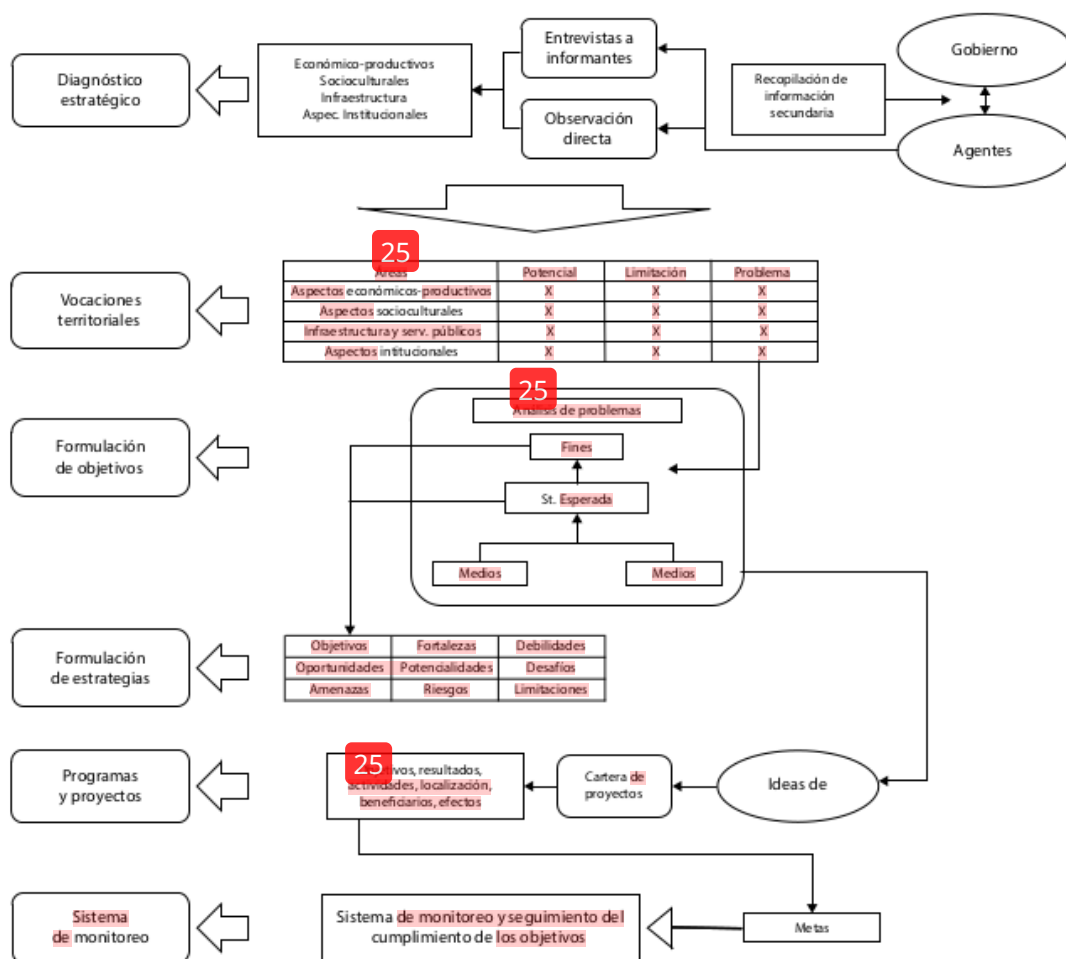 Diagnóstico
estratégico
Económico-productivos
Socioculturales
Infraestructura
Aspec. Institucionales
Entrevistas a
informantes
Observación
directa
Recopilación de
información
secundaria
Gobierno
Agentes
Vocaciones
territoriales
25
Áreas Potencial Limitación Problema
Aspectos económicos-productivos X X X
Aspectos socioculturales X X X
Infraestructura y serv. públicos X X X
Aspectos intitucionales X X X
Formulación
de objetivos
25
Análisis de problemas
Fines
St. Esperada
Medios Medios
Formulación
de estrategias
Objetivos Fortalezas Debilidades
Oportunidades Potencialidades Desafíos
Amenazas Riesgos Limitaciones
Programas
y proyectos
25
resultados,
actividades, localización,
beneficiarios, efectos
Cartera de
proyectos
Ideas de
Sistema
de monitoreo
Sistema de monitoreo y seguimiento del
cumplimiento de los objetivos
Metas